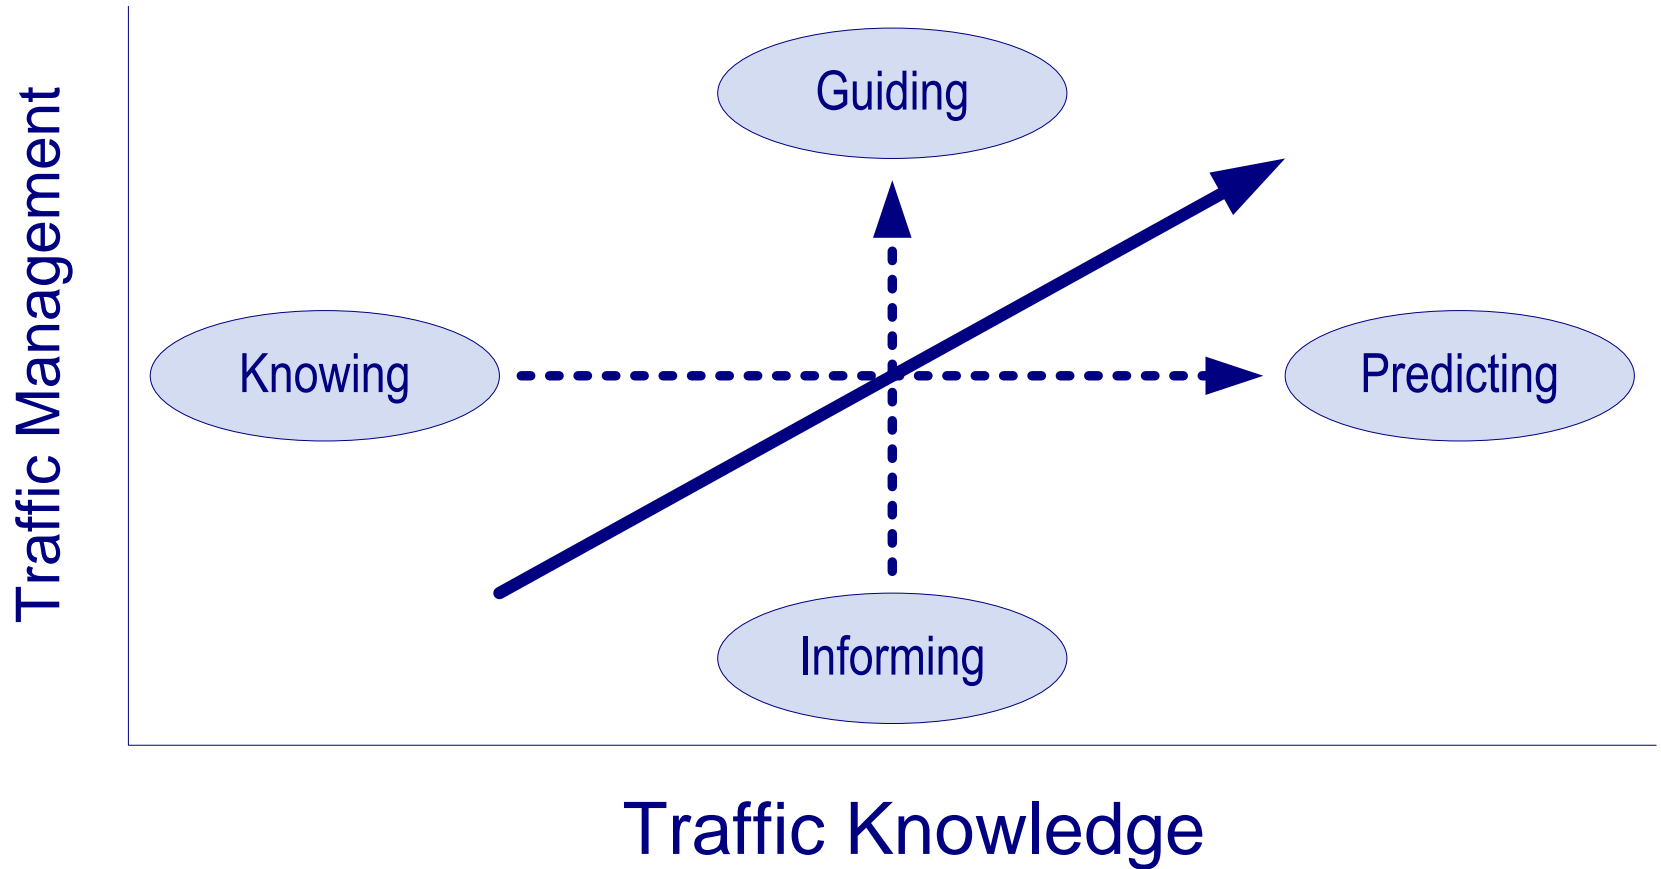 Guiding
Traffic Management
Knowing
Predicting
Informing
Traffic Knowledge